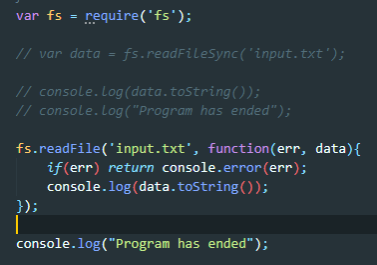 var fs = require('fs');
// var data = fs.readFileSync('input.txt');
// console.log(data.toString());
// console.log("Program has ended");
fs.readFile('input.txt', function(err, data){
    if(err) return console.error(err);
    console.log(data.toString());
});
console.log("Program has ended");